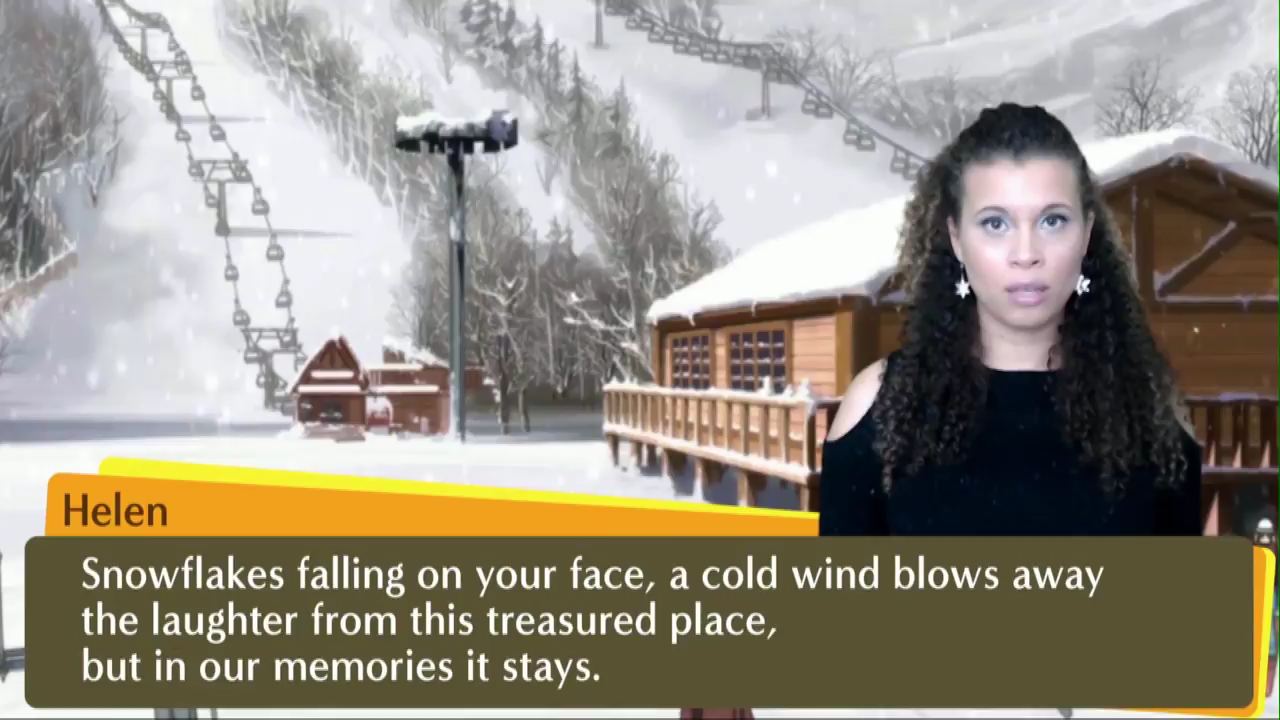 Helen
Snowflakes falling on your face, a cold wind blows away
the laughter from this treasured place,
but in our memories it stays.